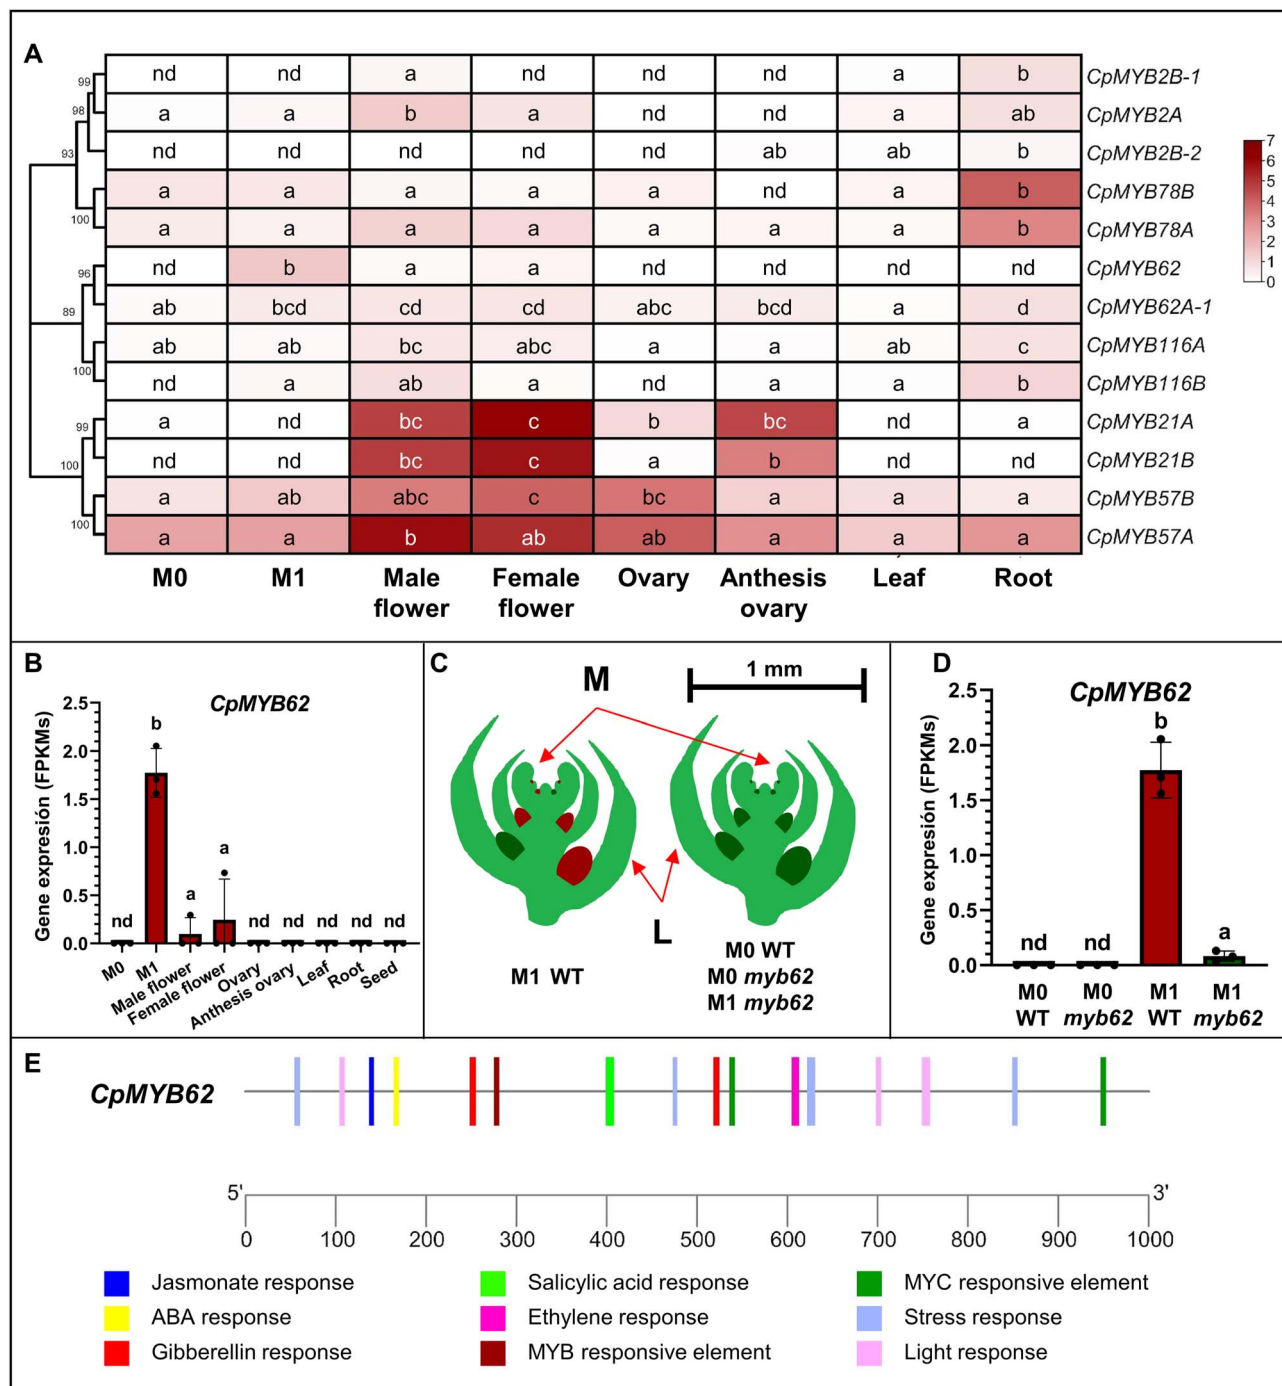 A
99
98
93
100
96
89
100
99
100
100
nd nd a nd nd nd a b CpMYB2B-1
a a b a nd nd a ab CpMYB2A
nd nd nd nd nd ab ab b CpMYB2B-2
a a a a a nd a b CpMYB78B
a a a a a a a b CpMYB78A
nd b a a nd nd nd nd CpMYB62
ab bcd cd cd abc bcd a d CpMYB62A-1
ab ab bc abc a a ab c CpMYB116A
nd a ab a nd a a b CpMYB116B
a nd bc c b bc nd a CpMYB21A
nd nd bc c a b nd nd CpMYB21B
a ab abc c bc a a a CpMYB57B
a a b ab ab a a a CpMYB57A
M0 M1 Male flower Female flower Ovary Anthesis ovary Leaf Root
7
6
5
4
3
2
1
0
B
CpMYB62
Gene expresión (FPKMs)
2.5
2.0
1.5
1.0
0.5
0.0
nd b a a nd nd nd nd nd
M0 M1 Male flower Female flower Ovary Anthesis ovary Leaf Root Seed
C
M
1 mm
L
M1 WT
M0 WT
M0 myb62
M1 myb62
D
CpMYB62
Gene expresión (FPKMs)
2.5
2.0
1.5
1.0
0.5
0.0
nd nd b a
M0 M0 M1 M1
WT myb62 WT myb62
E
CpMYB62
5' 3'
0 100 200 300 400 500 600 700 800 900 1000
Jasmonate response Salicylic acid response MYC responsive element
ABA response Ethylene response Stress response
Gibberellin response MYB responsive element Light response